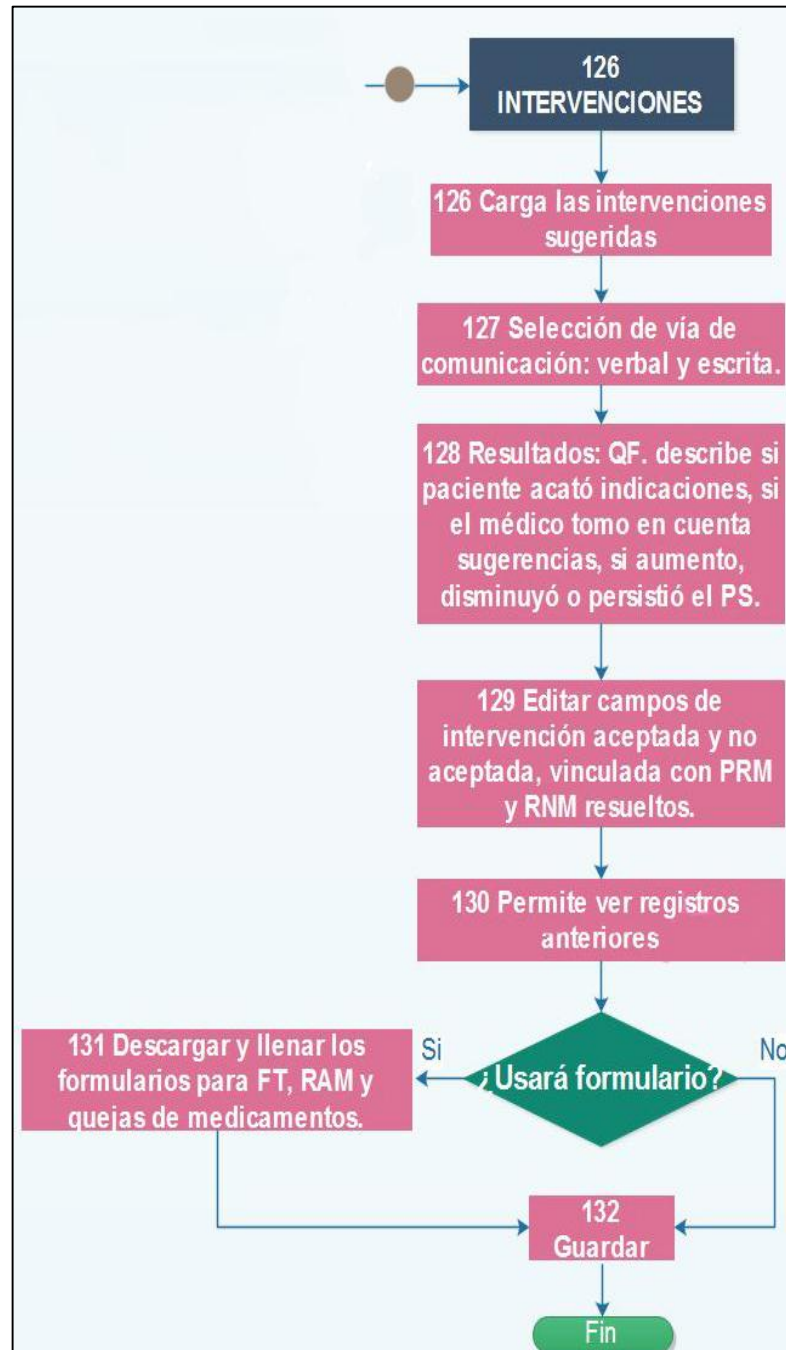 126
INTERVENCIONES
126 Carga las intervenciones
sugeridas
127 Selección de vía de
comunicación: verbal y escrita.
128 Resultados: QF. describe si
paciente acató indicaciones, si
el médico tomo en cuenta
sugerencias, si aumento,
disminuyó o persistió el PS.
129 Editar campos de
intervención aceptada y no
aceptada, vinculada con PRM
y RNM resueltos.
130 Permite ver registros
anteriores
¿Usará formulario?
Si
No
131 Descargar y llenar los
formularios para FT, RAM y
quejas de medicamentos.
132
Guardar
Fin